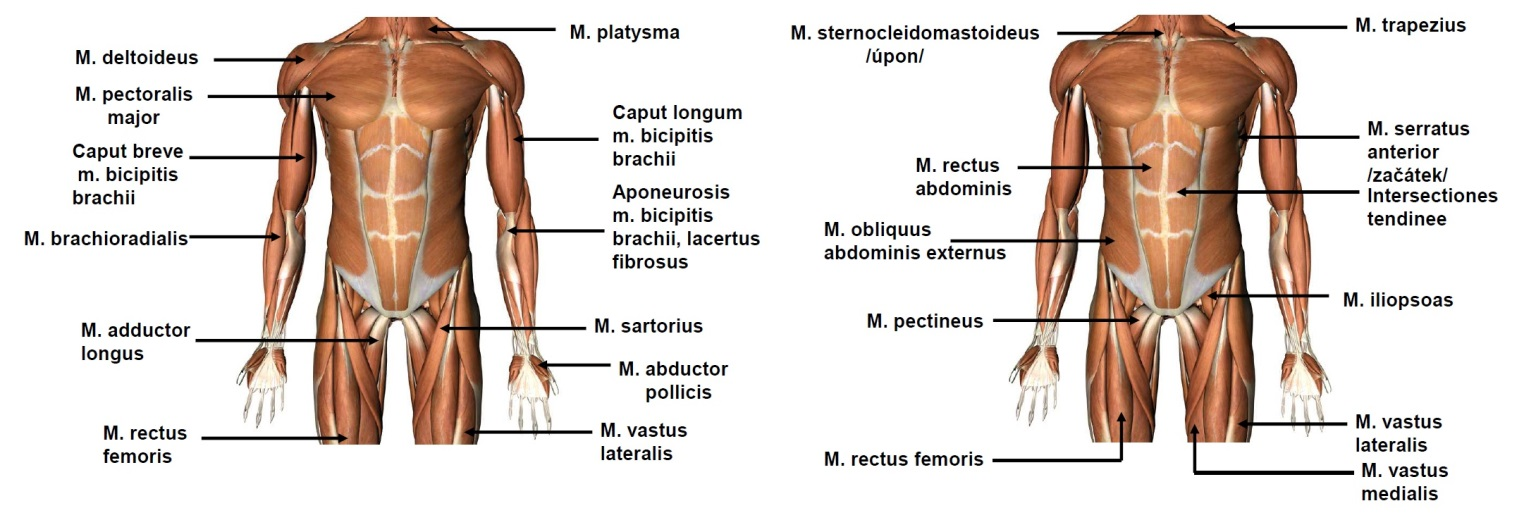 M. platysma
M. deltoideus
M. pectoralis
major
Caput longum
m. bicipitis
brachii
Caput breve
m. bicipitis
brachii
Aponeurosis
m. bicipitis
brachii, lacertus
fibrosus
M. brachioradialis
M. adductor
longus
M. sartorius
M. abductor
pollicis
M. rectus
femoris
M. vastus
lateralis
M. sternocleidomastoideus
/úpon/
M. trapezius
M. serratus
anterior
/začátek/
M. rectus
abdominis
Intersectiones
tendinee
M. obliquus
abdominis externus
M. iliopsoas
M. pectineus
M. vastus
lateralis
M. rectus femoris
M. vastus
medialis